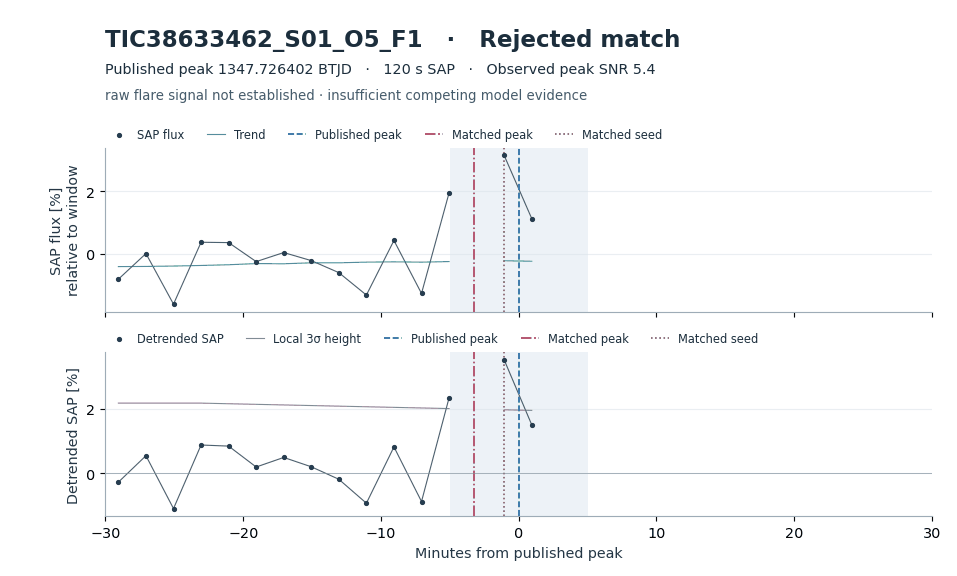 TIC38633462_S01_O5_F1 · Rejected match
Published peak 1347.726402 BTJD · 120 s SAP · Observed peak SNR 5.4
raw flare signal not established · insufficient competing model evidence
SAP flux Trend Published peak Matched peak Matched seed
SAP flux [%]
relative to window
2
0
Detrended SAP Local 3σ height Published peak Matched peak Matched seed
Detrended SAP [%]
2
0
−30 −20 −10 0 10 20 30
Minutes from published peak